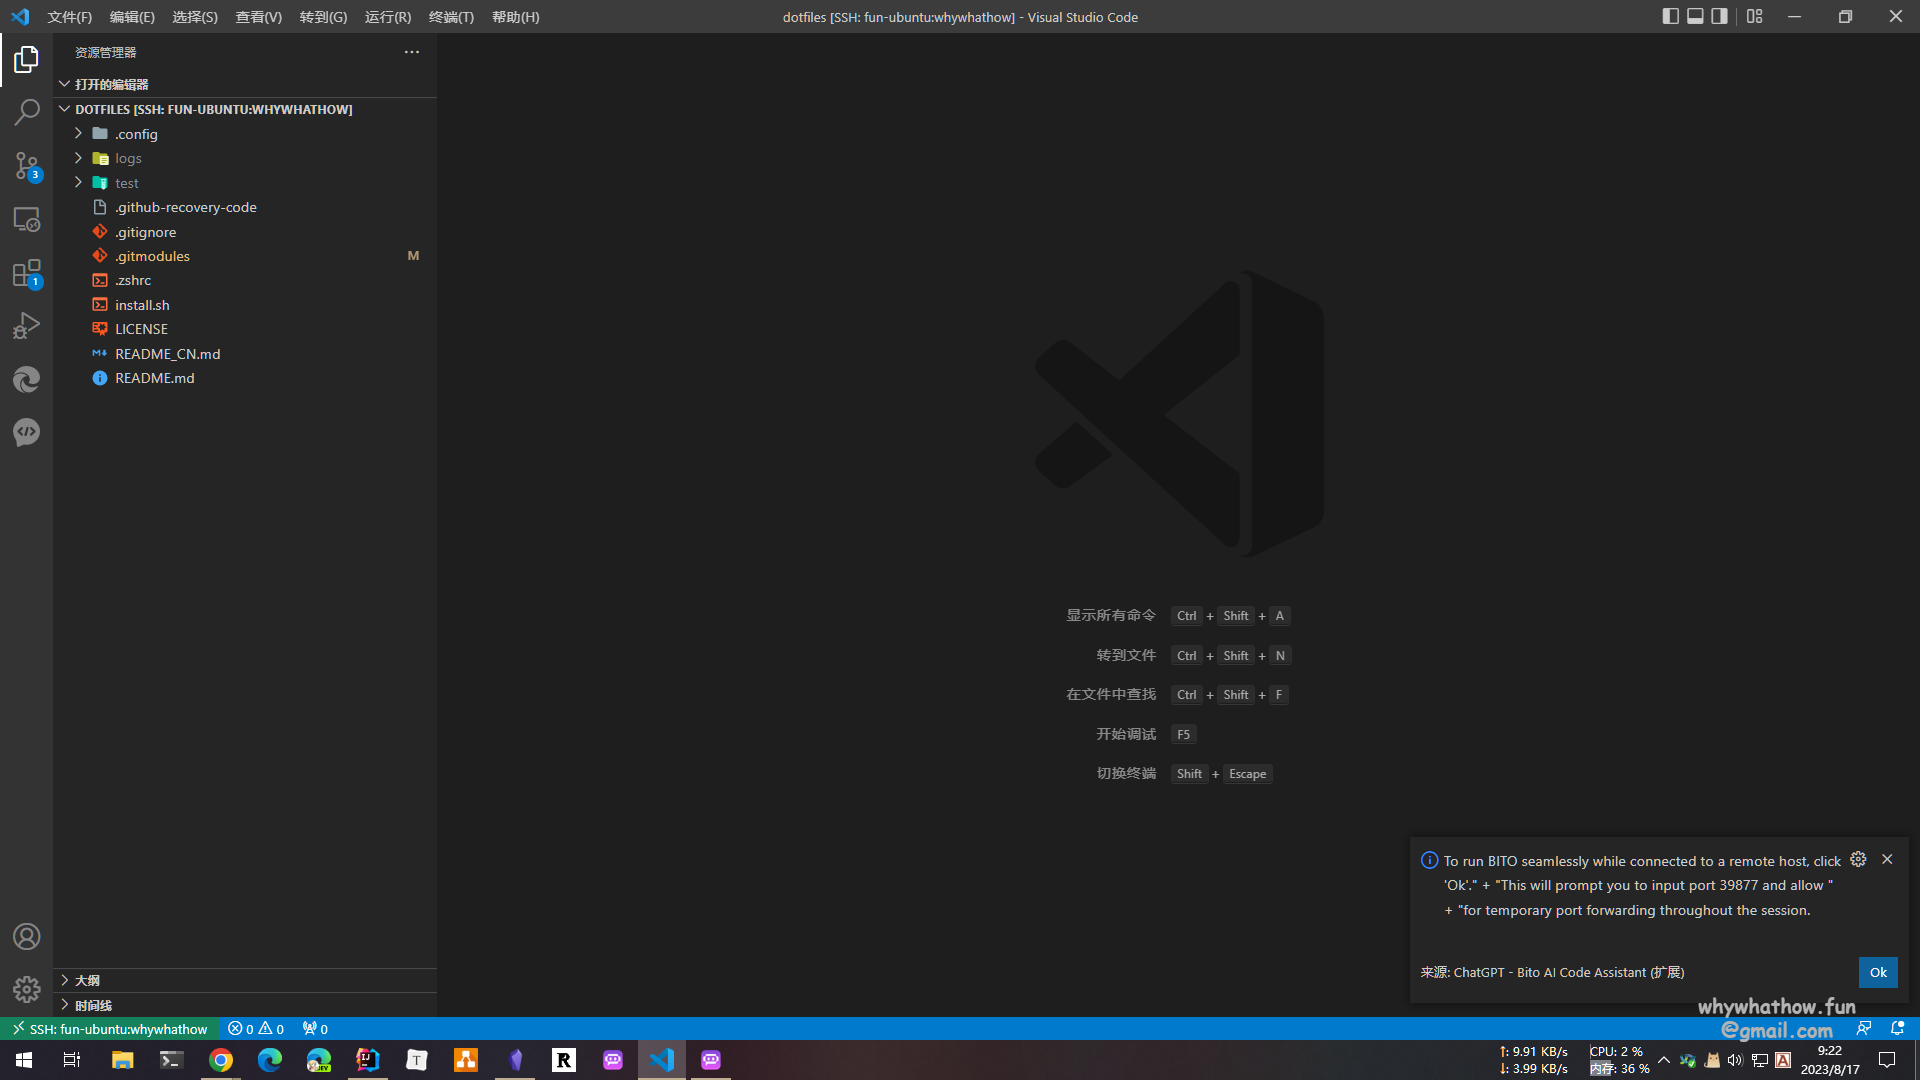 文件(F) 编辑(E) 选择(S) 查看(V) 转到(G) 运行(R) 终端(T) 帮助(H)
dotfiles [SSH: fun-ubuntu:whywhathow] - Visual Studio Code
资源管理器
打开的编辑器
DOTFILES [SSH: FUN-UBUNTU:WHYWHATHOW]
.config
logs
test
.github-recovery-code
.gitignore
.gitmodules M
.zshrc
install.sh
LICENSE
README_CN.md
README.md
3
1
显示所有命令 Ctrl + Shift + A
转到文件 Ctrl + Shift + N
在文件中查找 Ctrl + Shift + F
开始调试 F5
切换终端 Shift + Escape
To run BITO seamlessly while connected to a remote host, click
'Ok'." + "This will prompt you to input port 39877 and allow "
+ "for temporary port forwarding throughout the session.
来源: ChatGPT - Bito AI Code Assistant (扩展)
Ok
大纲
时间线
whywhathow.fun
@gmail.com
SSH: fun-ubuntu:whywhathow 0 0 0
↑: 9.91 KB/s CPU: 2 %
↓: 3.99 KB/s 内存: 36 %
9:22
2023/8/17